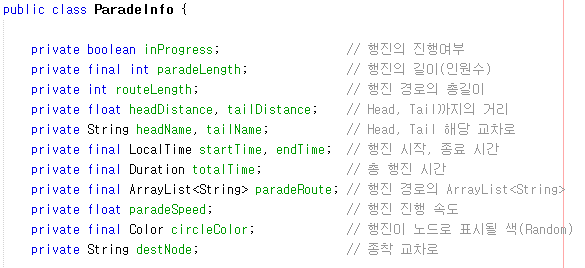 public class ParadeInfo {
private boolean inProgress; // 행진의 진행여부
private final int paradeLength; // 행진의 길이(인원수)
private int routeLength; // 행진 경로의 총길이
private float headDistance, tailDistance; // Head, Tail까지의 거리
private String headName, tailName; // Head, Tail 해당 교차로
private final LocalTime startTime, endTime; // 행진 시작, 종료 시간
private final Duration totalTime; // 총 행진 시간
private final ArrayList<String> paradeRoute; // 행진 경로의 ArrayList<String>
private float paradeSpeed; // 행진 진행 속도
private final Color circleColor; // 행진이 노드로 표시될 색(Random)
private String destNode; // 종착 교차로